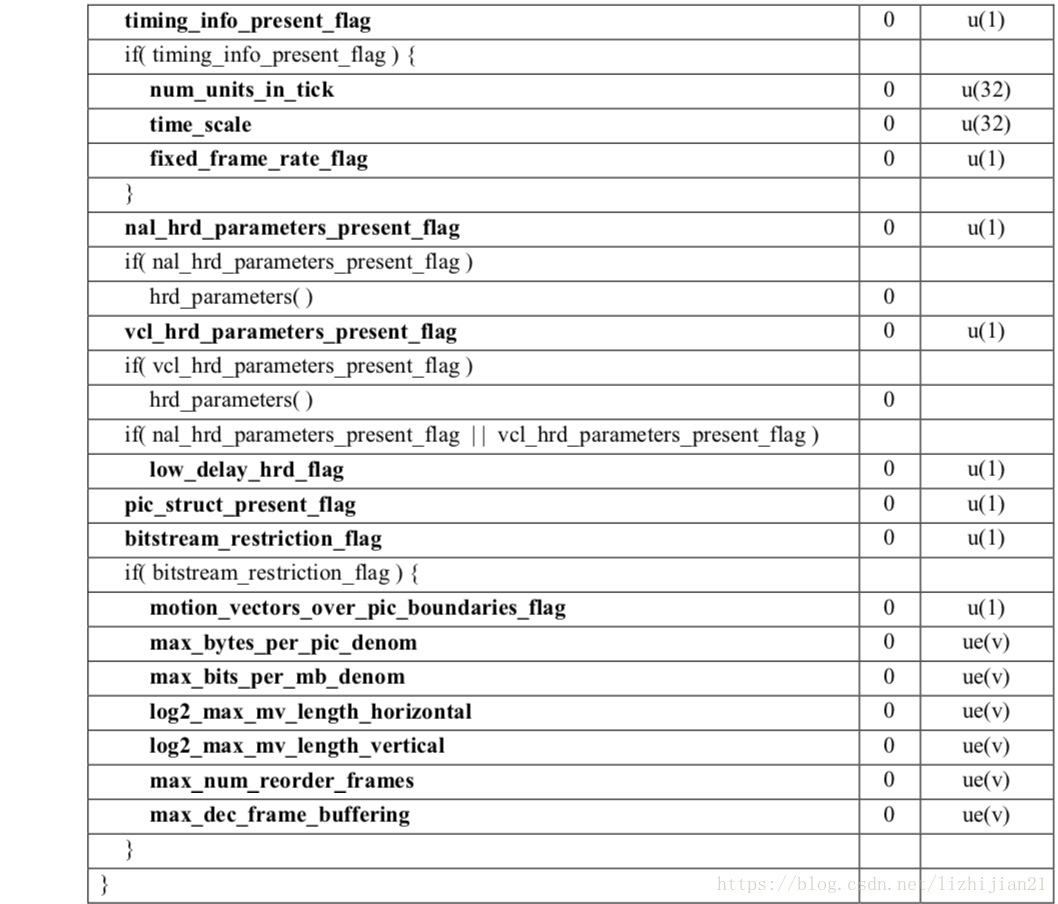 timing_info_present_flag 0 u(1)
if( timing_info_present_flag ) {
num_units_in_tick 0 u(32)
time_scale 0 u(32)
fixed_frame_rate_flag 0 u(1)
}
nal_hrd_parameters_present_flag 0 u(1)
if( nal_hrd_parameters_present_flag )
hrd_parameters( ) 0
vcl_hrd_parameters_present_flag 0 u(1)
if( vcl_hrd_parameters_present_flag )
hrd_parameters( ) 0
if( nal_hrd_parameters_present_flag | | vcl_hrd_parameters_present_flag )
low_delay_hrd_flag 0 u(1)
pic_struct_present_flag 0 u(1)
bitstream_restriction_flag 0 u(1)
if( bitstream_restriction_flag ) {
motion_vectors_over_pic_boundaries_flag 0 u(1)
max_bytes_per_pic_denom 0 ue(v)
max_bits_per_mb_denom 0 ue(v)
log2_max_mv_length_horizontal 0 ue(v)
log2_max_mv_length_vertical 0 ue(v)
max_num_reorder_frames 0 ue(v)
max_dec_frame_buffering 0 ue(v)
}
}
https://blog.csdn.net/lizhijian21